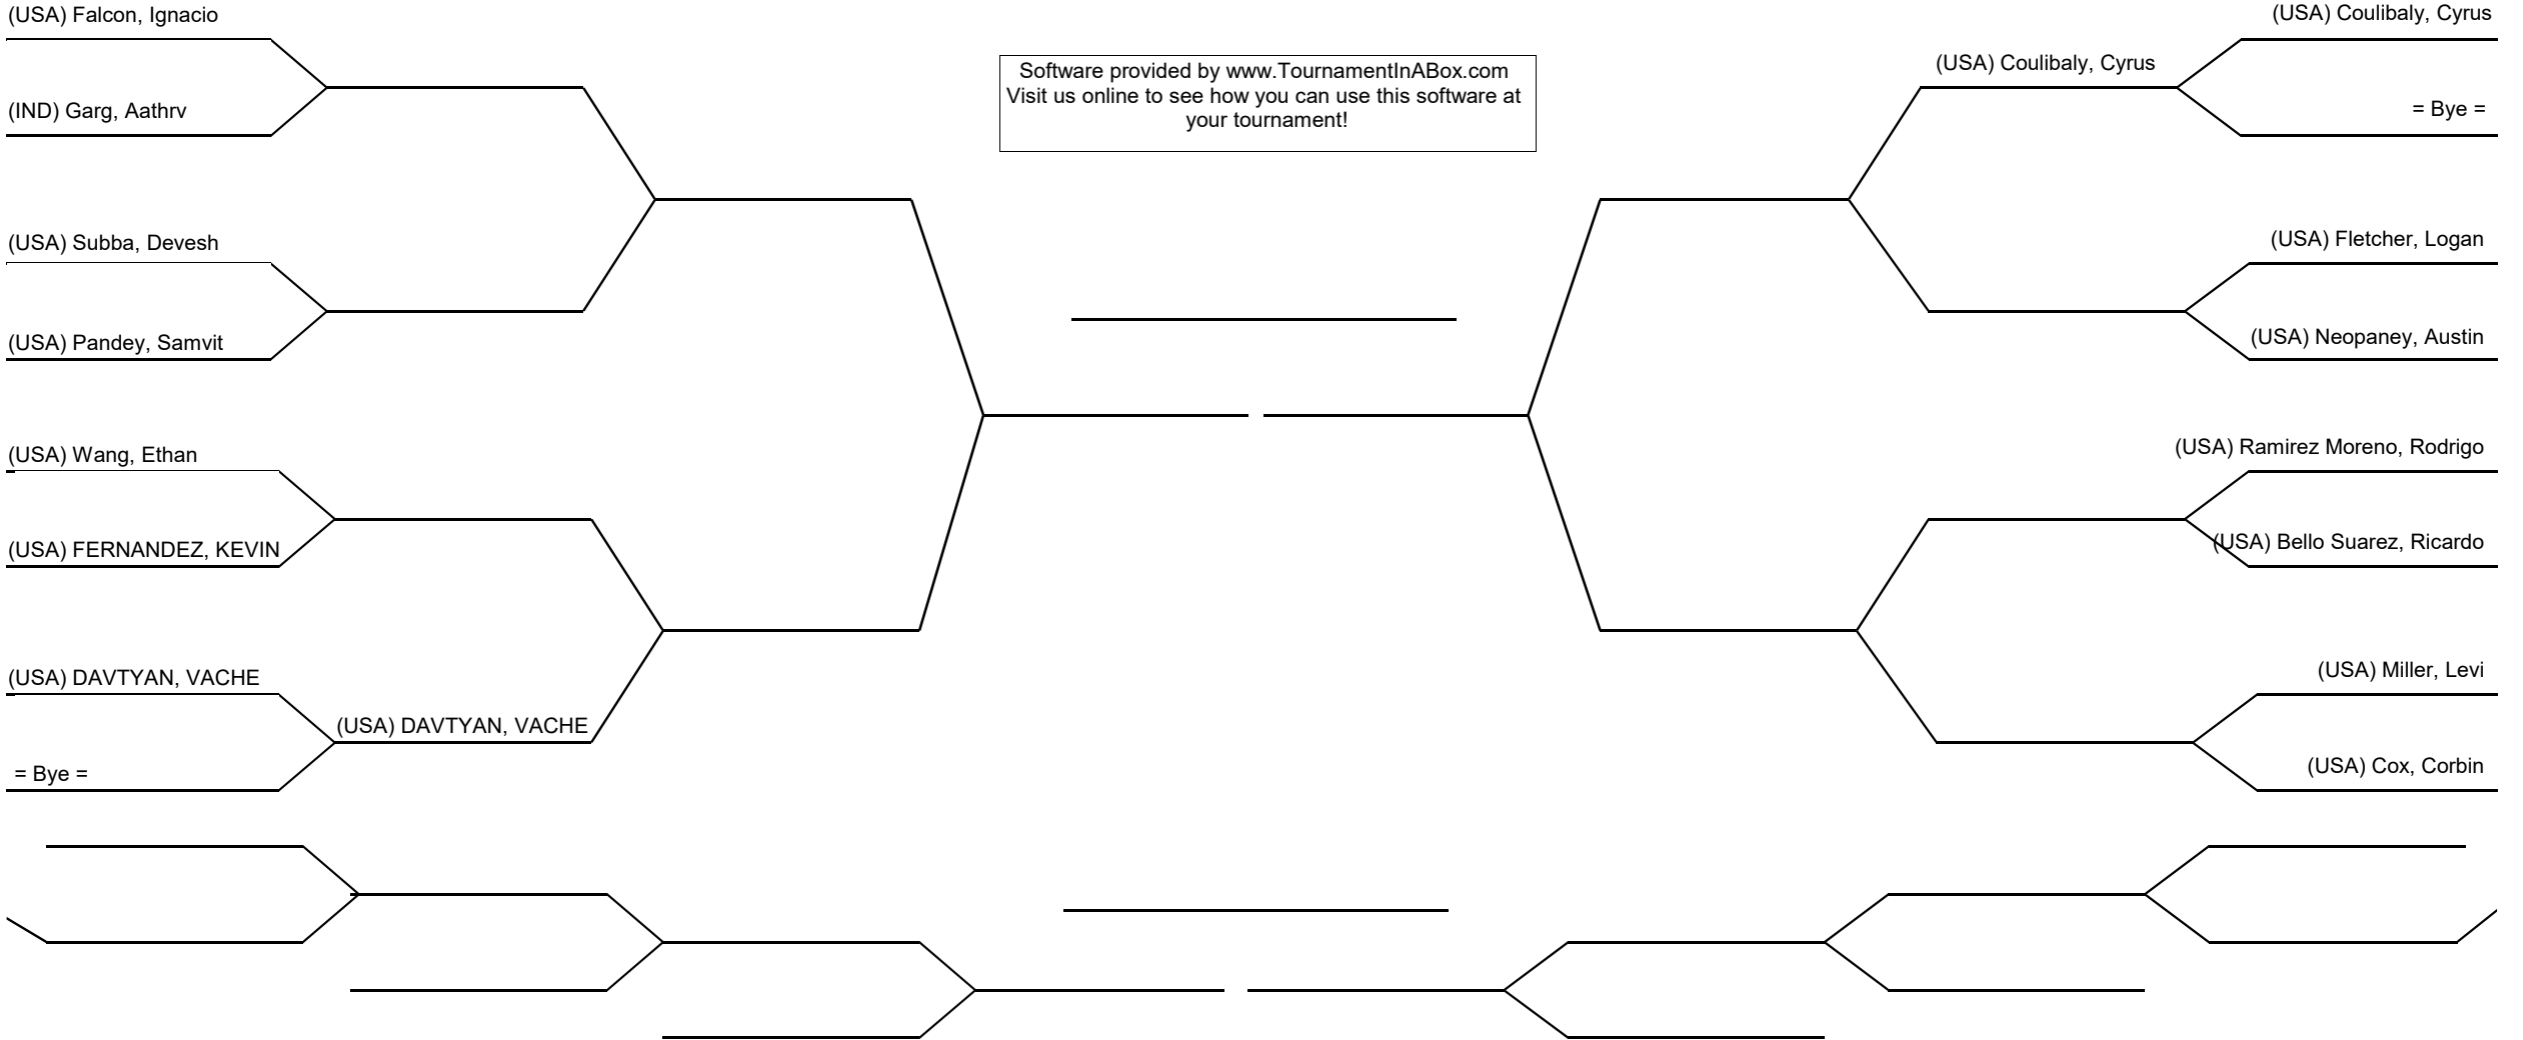 (USA) Falcon, Ignacio
(IND) Garg, Aathrv
(USA) Subba, Devesh
(USA) Pandey, Samvit
(USA) Wang, Ethan
(USA) FERNANDEZ, KEVIN
(USA) DAVTYAN, VACHE
(USA) DAVTYAN, VACHE
= Bye =
Software provided by www.TournamentInABox.com
Visit us online to see how you can use this software at
your tournament!
(USA) Coulibaly, Cyrus
(USA) Coulibaly, Cyrus
= Bye =
(USA) Fletcher, Logan
(USA) Neopaney, Austin
(USA) Ramirez Moreno, Rodrigo
(USA) Bello Suarez, Ricardo
(USA) Miller, Levi
(USA) Cox, Corbin